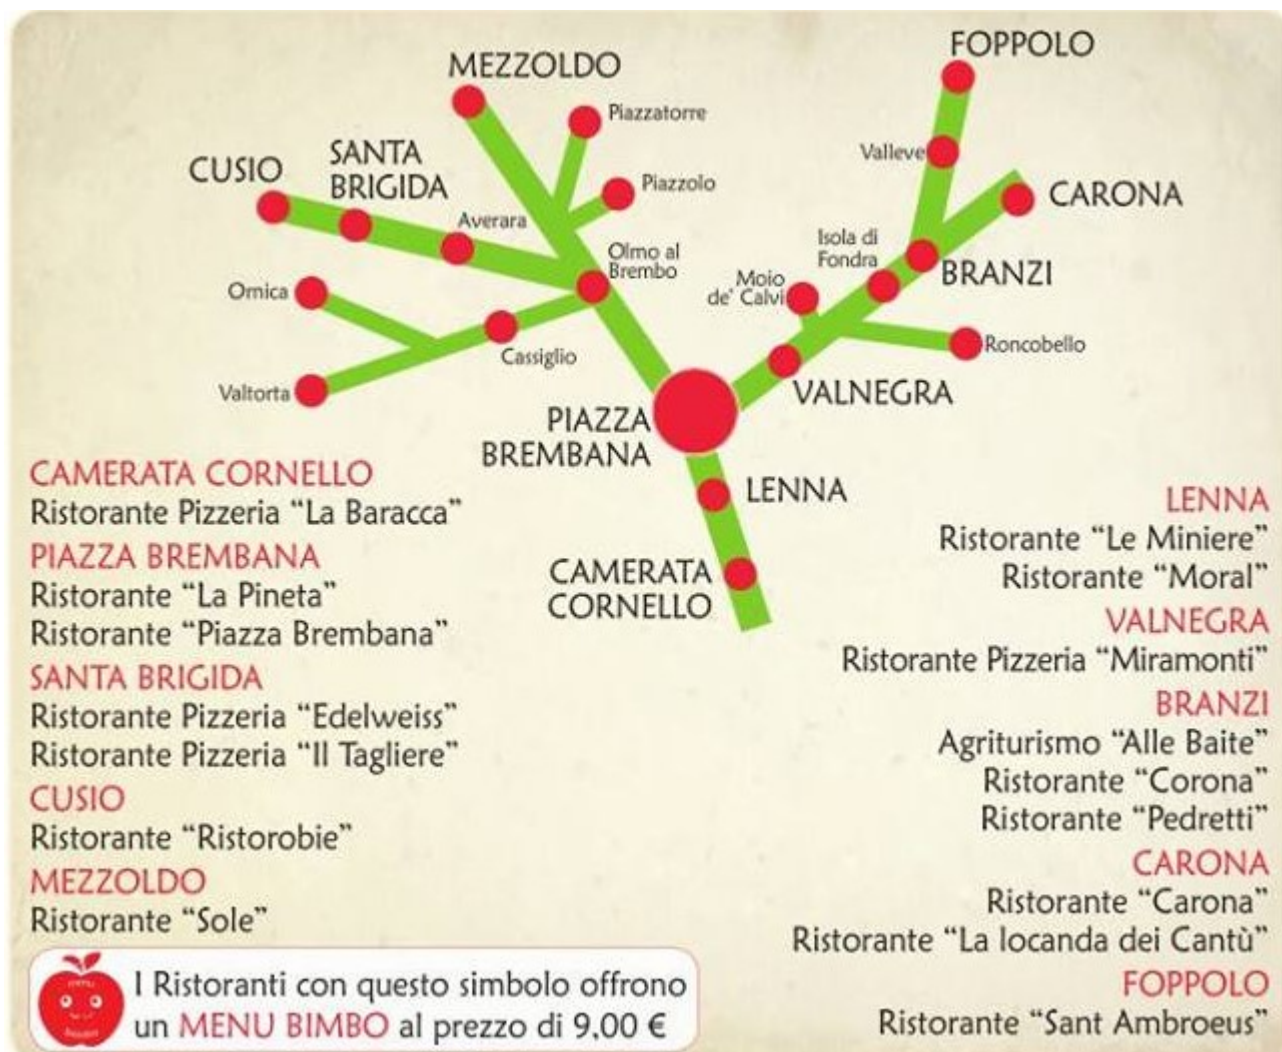 FOPPOLO
MEZZOLDO
Piazzatorre
Valleve
SANTA
BRIGIDA
CUSIO
Piazzolo
CARONA
Averara
Isola di
Fondra
Olmo al
Brembo
BRANZI
Moio
de' Calvi
Ornica
Roncobello
Cassiglio
Valtorta
VALNEGRA
PIAZZA
BREMBANA
LENNA
CAMERATA
CORNELLO
CAMERATA CORNELLO
Ristorante Pizzeria “La Baracca”
PIAZZA BREMBANA
Ristorante “La Pineta”
Ristorante “Piazza Brembana”
SANTA BRIGIDA
Ristorante Pizzeria “Edelweiss”
Ristorante Pizzeria “Il Tagliere”
CUSIO
Ristorante “Ristorobie”
MEZZOLDO
Ristorante “Sole”
I Ristoranti con questo simbolo offrono
un MENU BIMBO al prezzo di 9,00 €
LENNA
Ristorante “Le Miniere”
Ristorante “Moral”
VALNEGRA
Ristorante Pizzeria “Miramonti”
BRANZI
Agriturismo “Alle Baite”
Ristorante “Corona”
Ristorante “Pedretti”
CARONA
Ristorante “Carona”
Ristorante “La locanda dei Cantù”
FOPPOLO
Ristorante “Sant Ambroeus”